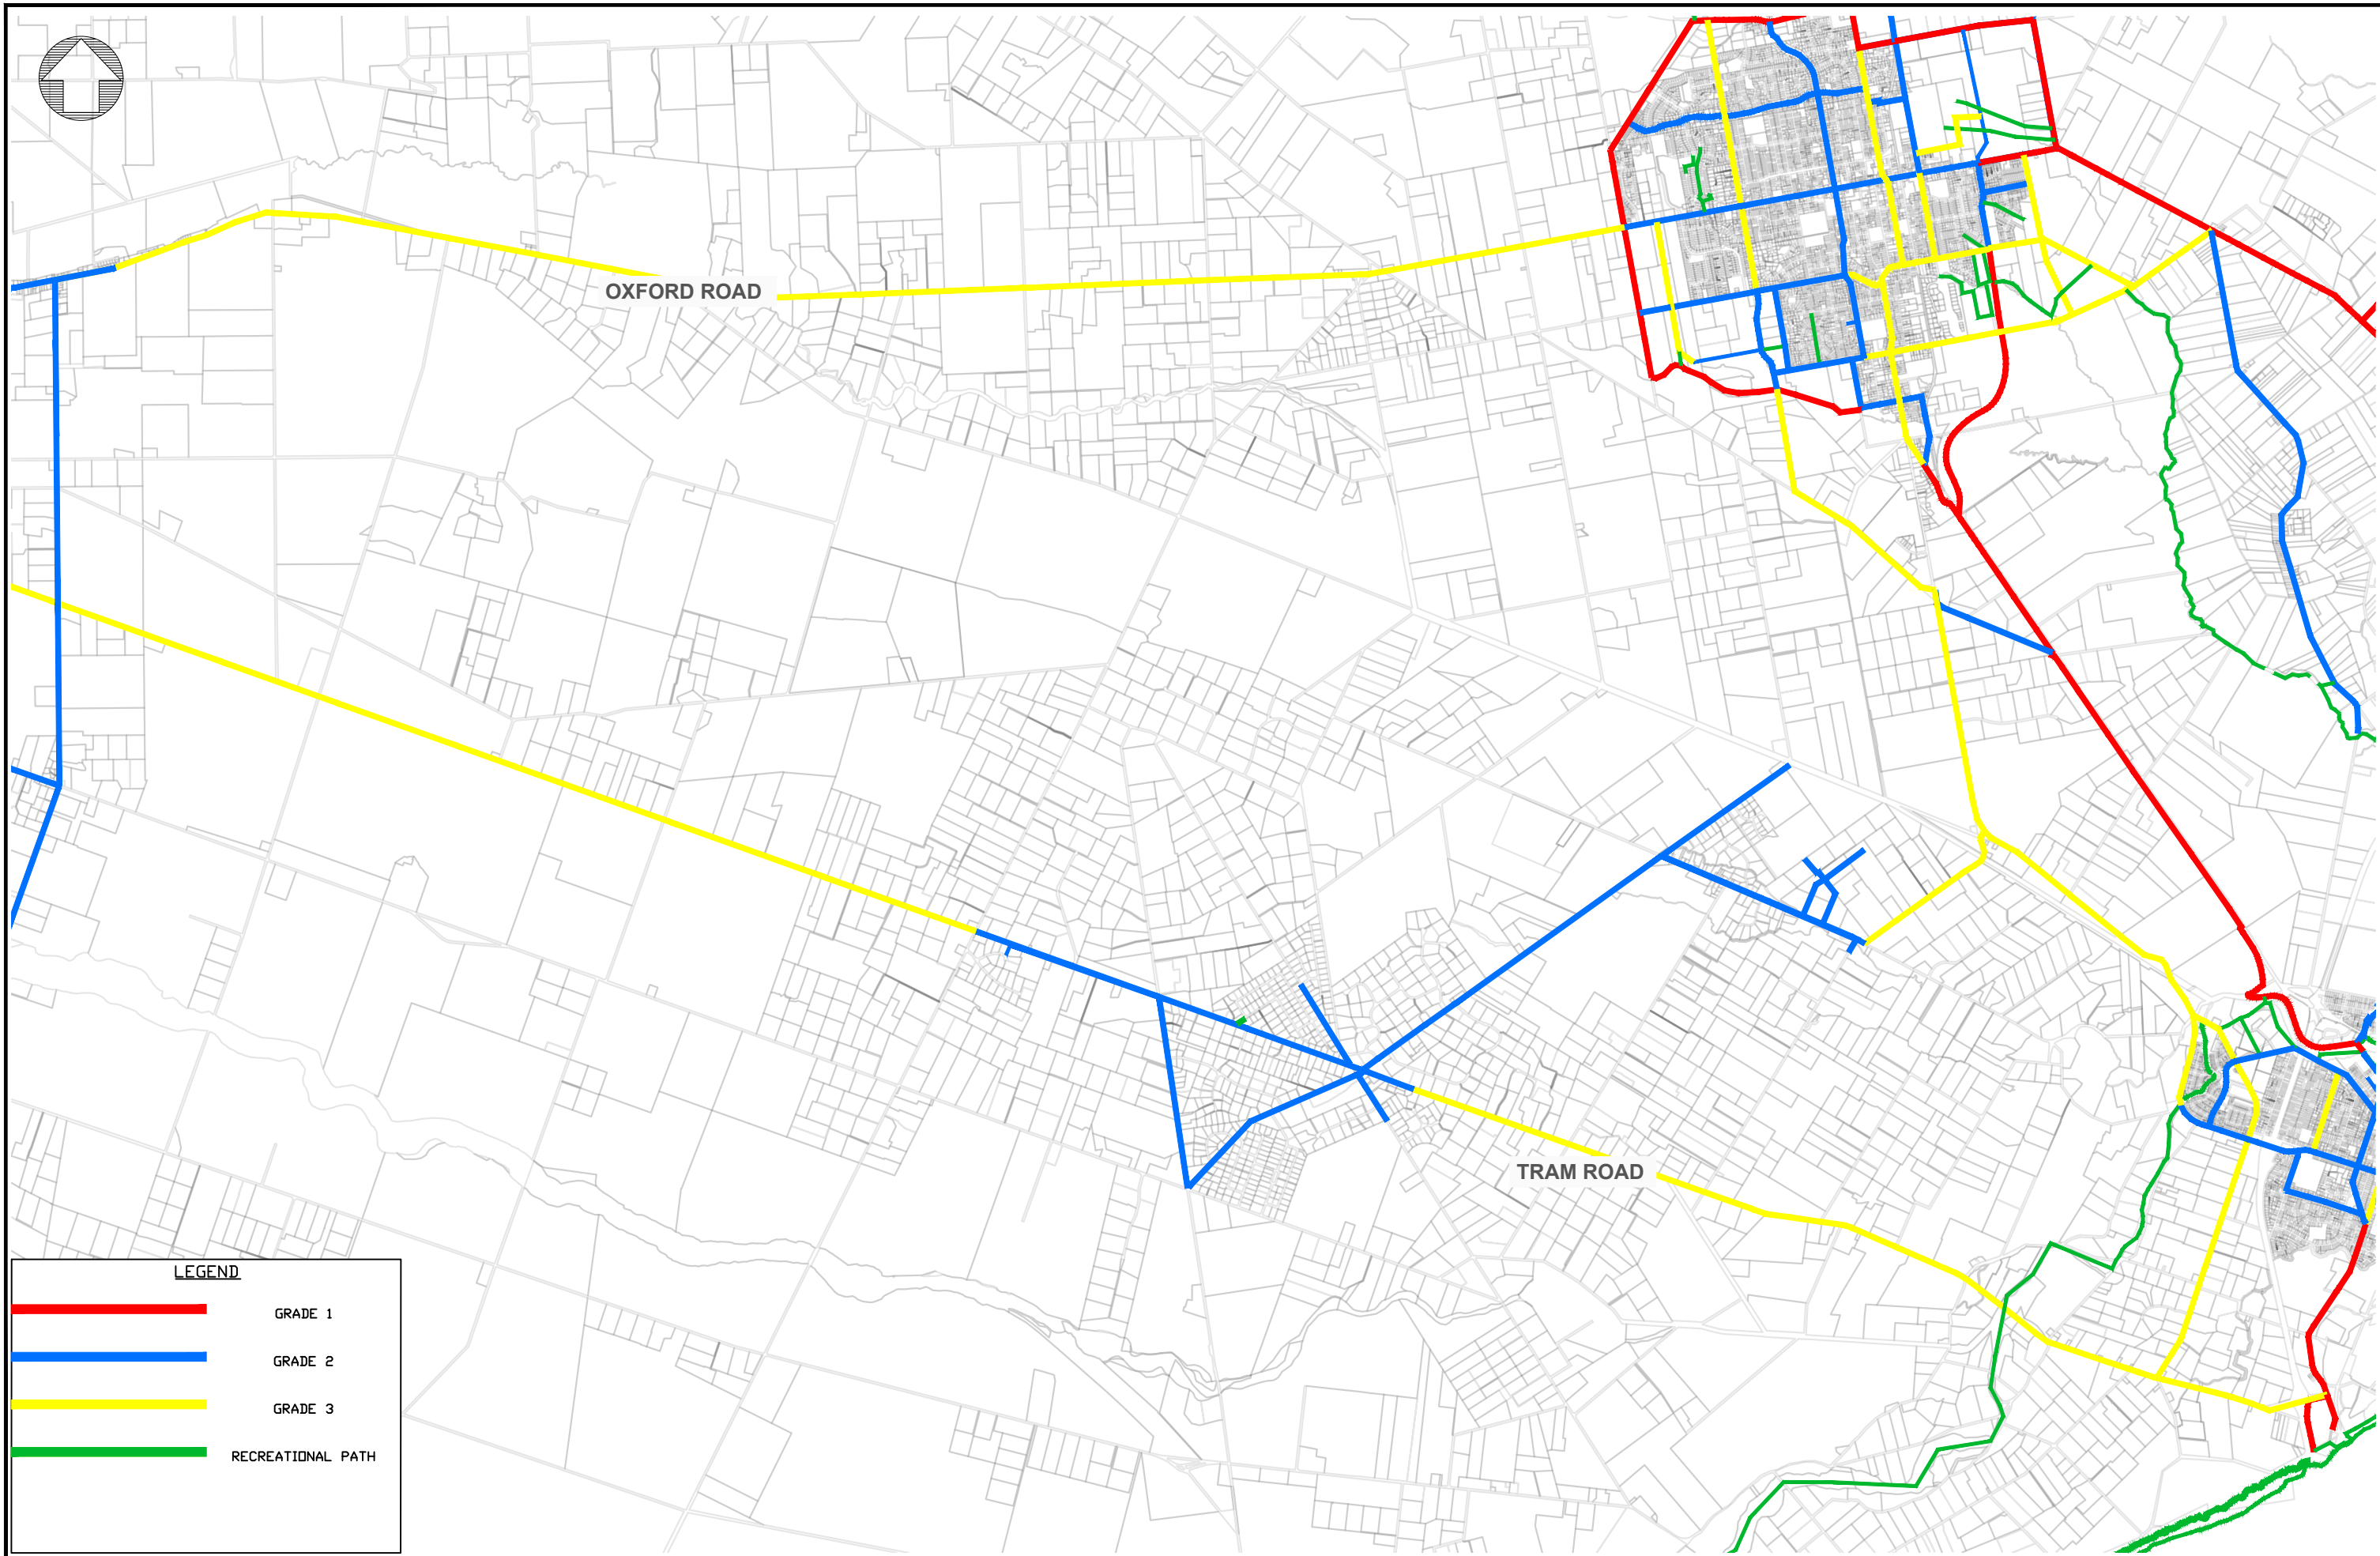 OXFORD ROAD
TRAM ROAD
LEGEND
GRADE 1
GRADE 2
GRADE 3
RECREATIONAL PATH